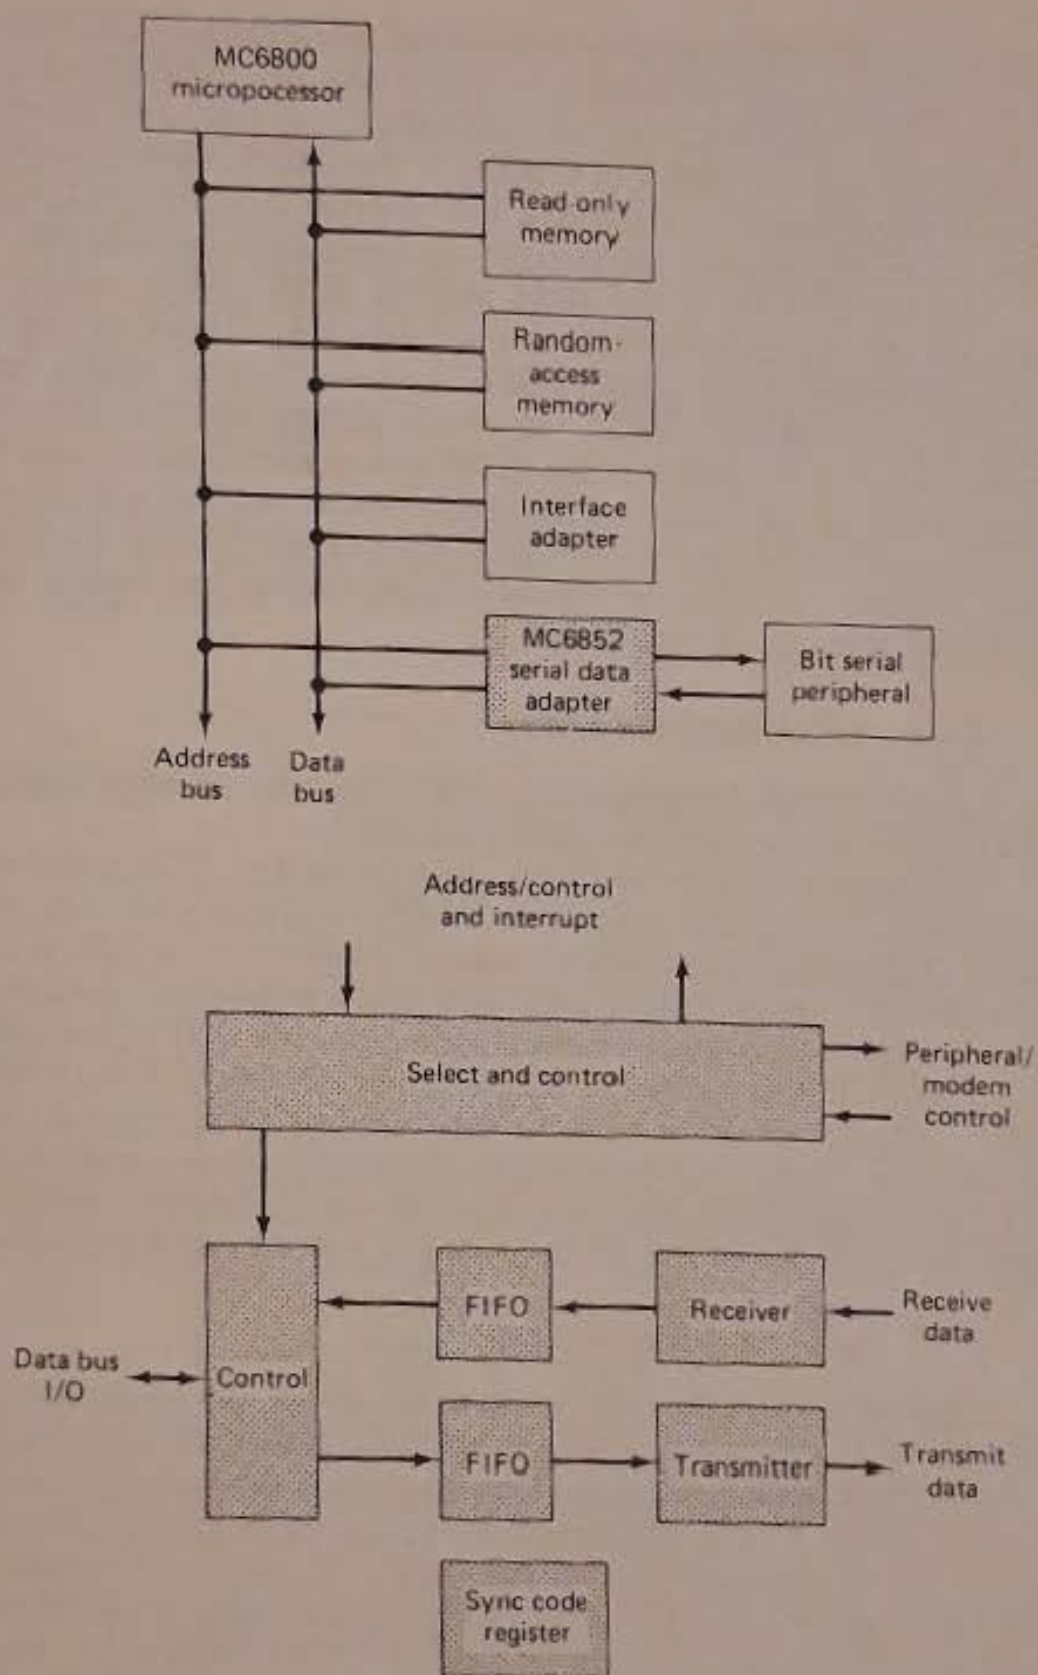 MC6800
micropocessor
Read only
memory
Random-
access
memory
Interface
adapter
MC6852
serial data
adapter
Bit serial
peripheral
Address
bus
Data
bus
Address/control
and interrupt
Select and control
Peripheral/
modem
control
FIFO
Receiver
Receive
data
Data bus
I/O
Control
FIFO
Transmitter
Transmit
data
Sync code
register